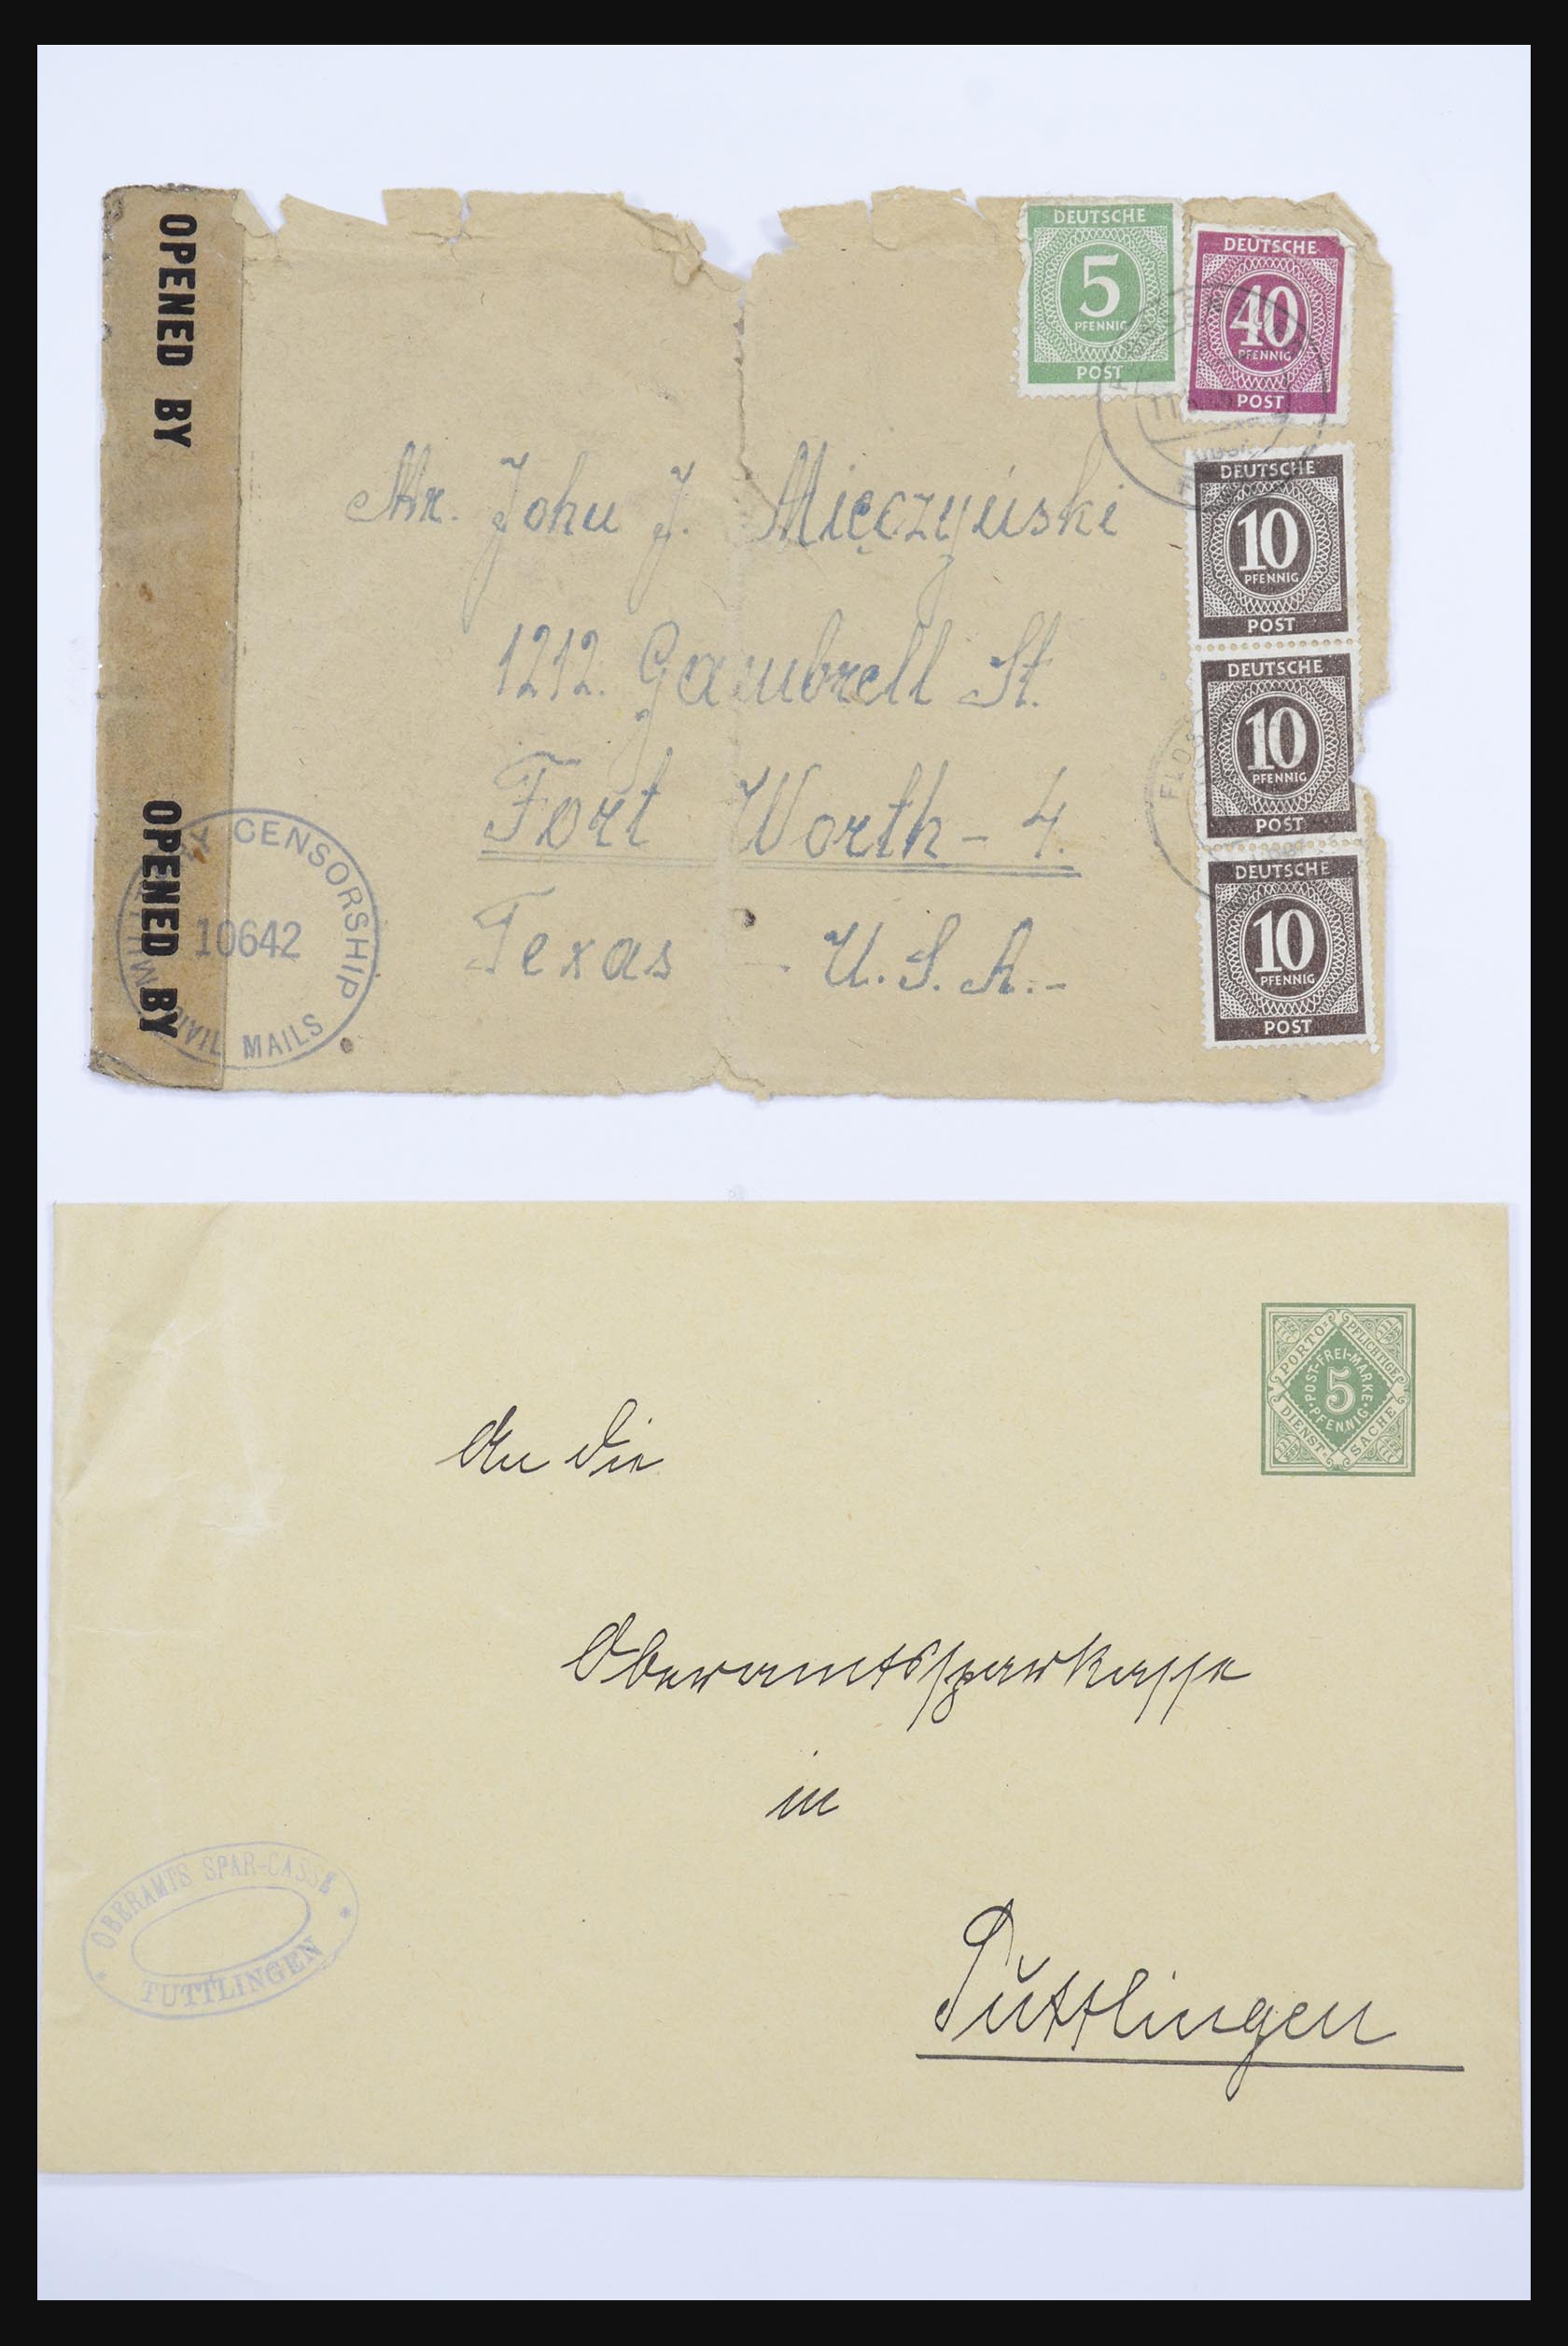 OPENED BY
OPENED BY
DEUTSCHE
5
PFENNIG
POST
DEUTSCHE
40
PFENNIG
POST
Mr. John J. Mięczyński
1212. Gambrell St.
Fort Worth - 4.
Texas - U.S.A.-
DEUTSCHE
10
PFENNIG
POST
DEUTSCHE
10
PFENNIG
POST
DEUTSCHE
10
PFENNIG
POST
CENSORSHIP
10642
CIVIL MAILS
PORTO-PFLICHTIGE
DIENST-SACHE
POST-FREI-MARKE
5
PFENNIG
An die
Oberamtssparkasse
in
Tuttlingen
OBERAMTS SPAR-CASSE
TUTTLINGEN